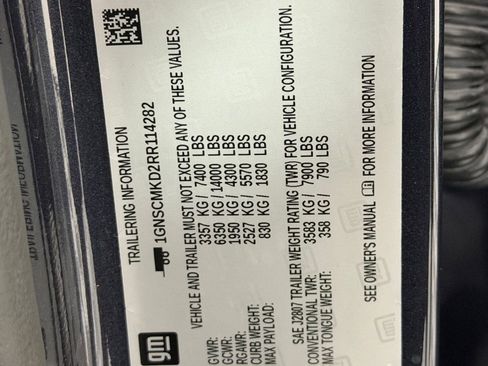 TRAILERING INFORMATION
1GNSCMKD2RR114282
gm
VEHICLE AND TRAILER MUST NOT EXCEED ANY OF THESE VALUES.
GVWR: 3357 KG / 7400 LBS
GCWR: 6350 KG / 14000 LBS
RGAWR: 1950 KG / 4300 LBS
CURB WEIGHT: 2527 KG / 5570 LBS
MAX PAYLOAD: 830 KG / 1830 LBS
SAE J2807 TRAILER WEIGHT RATING (TWR) FOR VEHICLE CONFIGURATION.
CONVENTIONAL TWR: 3583 KG / 7900 LBS
MAX TONGUE WEIGHT: 358 KG / 790 LBS
SEE OWNER'S MANUAL FOR MORE INFORMATION